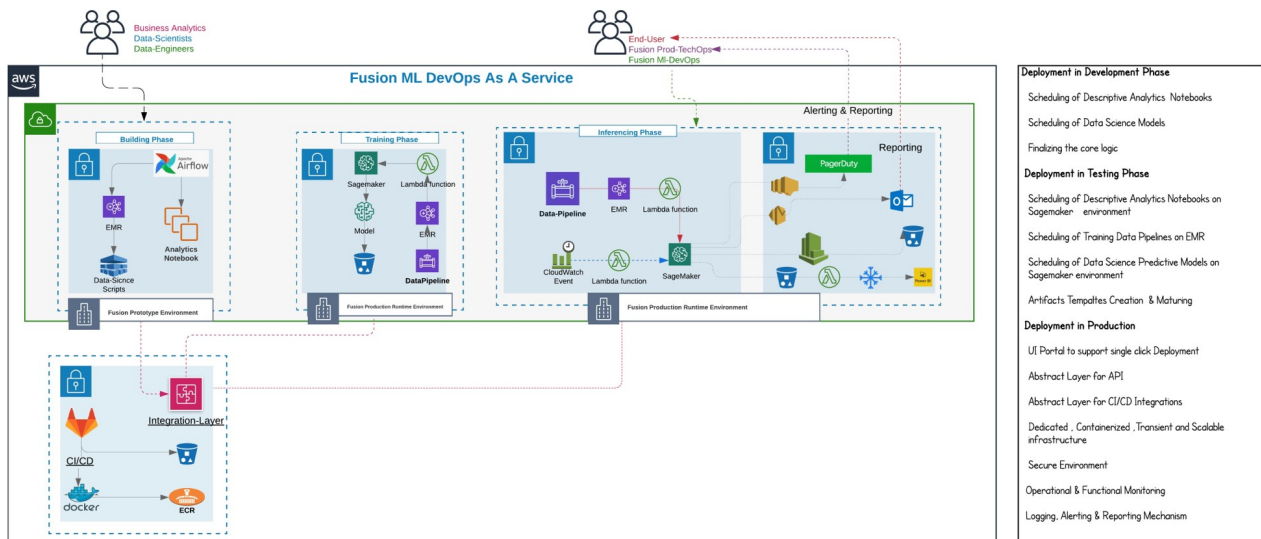 Business Analytics
Data-Scientists
Data-Engineers
End-User
Fusion Prod-TechOps
Fusion Ml-DevOps
aws
Fusion ML DevOps As A Service
Alerting & Reporting
Building Phase
Apache
Airflow
EMR
Analytics
Notebook
Data-Sicnce
Scripts
Fusion Prototype Environment
Training Phase
Sagemaker
Lambda function
Model
EMR
DataPipeline
Fusion Production Runtime Environment
Inferencing Phase
Data-Pipeline
EMR
Lambda function
CloudWatch
Event
Lambda function
SageMaker
Fusion Production Runtime Environment
Reporting
PagerDuty
Power BI
Integration-Layer
CI/CD
docker
ECR
Deployment in Development Phase
Scheduling of Descriptive Analytics Notebooks
Scheduling of Data Science Models
Finalizing the core logic
Deployment in Testing Phase
Scheduling of Descriptive Analytics Notebooks on
Sagemaker environment
Scheduling of Training Data Pipelines on EMR
Scheduling of Data Science Predictive Models on
Sagemaker environment
Artifacts Tempaltes Creation & Maturing
Deployment in Production
UI Portal to support single click Deployment
Abstract Layer for API
Abstract Layer for CI/CD Integrations
Dedicated , Containerized ,Transient and Scalable
infrastructure
Secure Environment
Operational & Functional Monitoring
Logging, Alerting & Reporting Mechanism